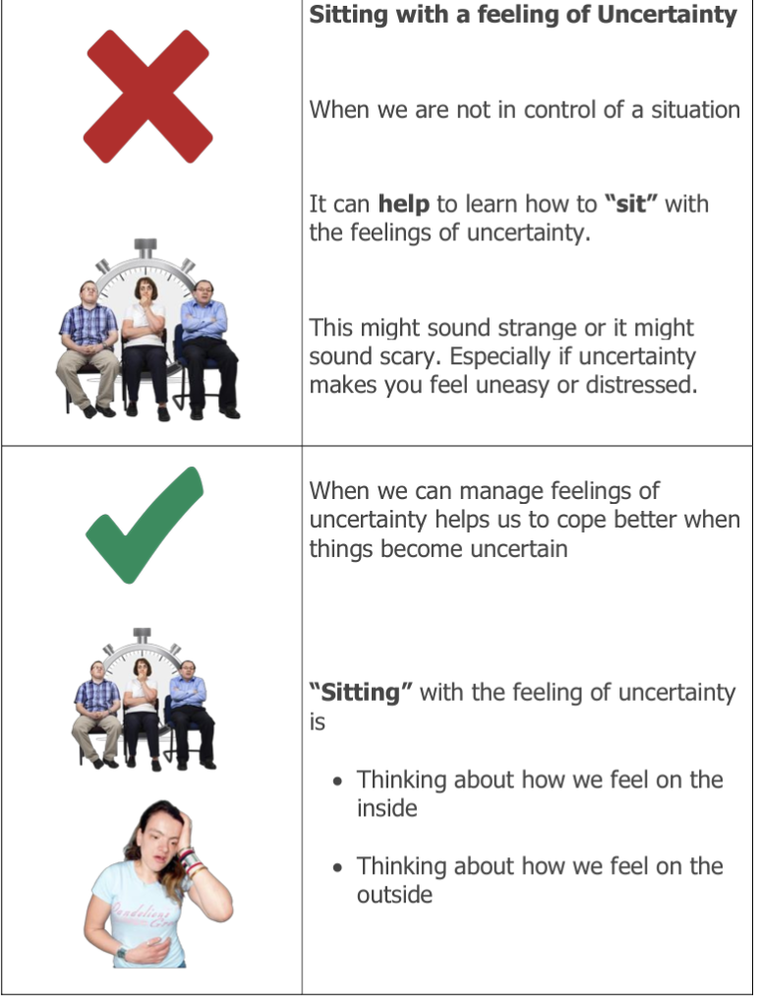 Sitting with a feeling of Uncertainty
When we are not in control of a situation
It can help to learn how to “sit” with
the feelings of uncertainty.
This might sound strange or it might
sound scary. Especially if uncertainty
makes you feel uneasy or distressed.
When we can manage feelings of
uncertainty helps us to cope better when
things become uncertain
“Sitting” with the feeling of uncertainty
is
• Thinking about how we feel on the
inside
• Thinking about how we feel on the
outside